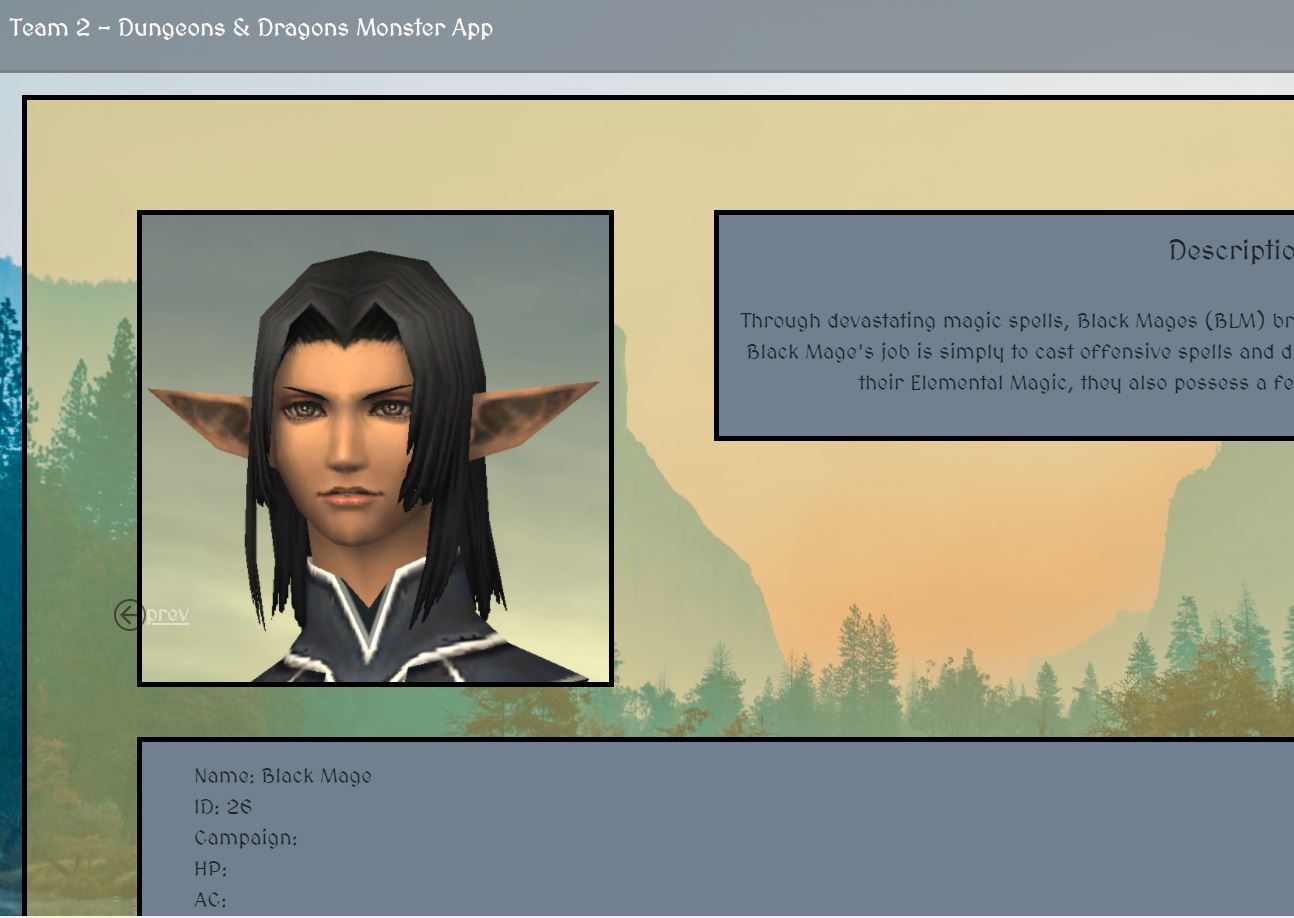 Team 2 - Dungeons & Dragons Monster App
Descriptio
Through devastating magic spells, Black Mages (BLM) br
Black Mage's job is simply to cast offensive spells and d
their Elemental Magic, they also possess a fe
prev
Name: Black Mage
ID: 26
Campaign:
HP:
AC: